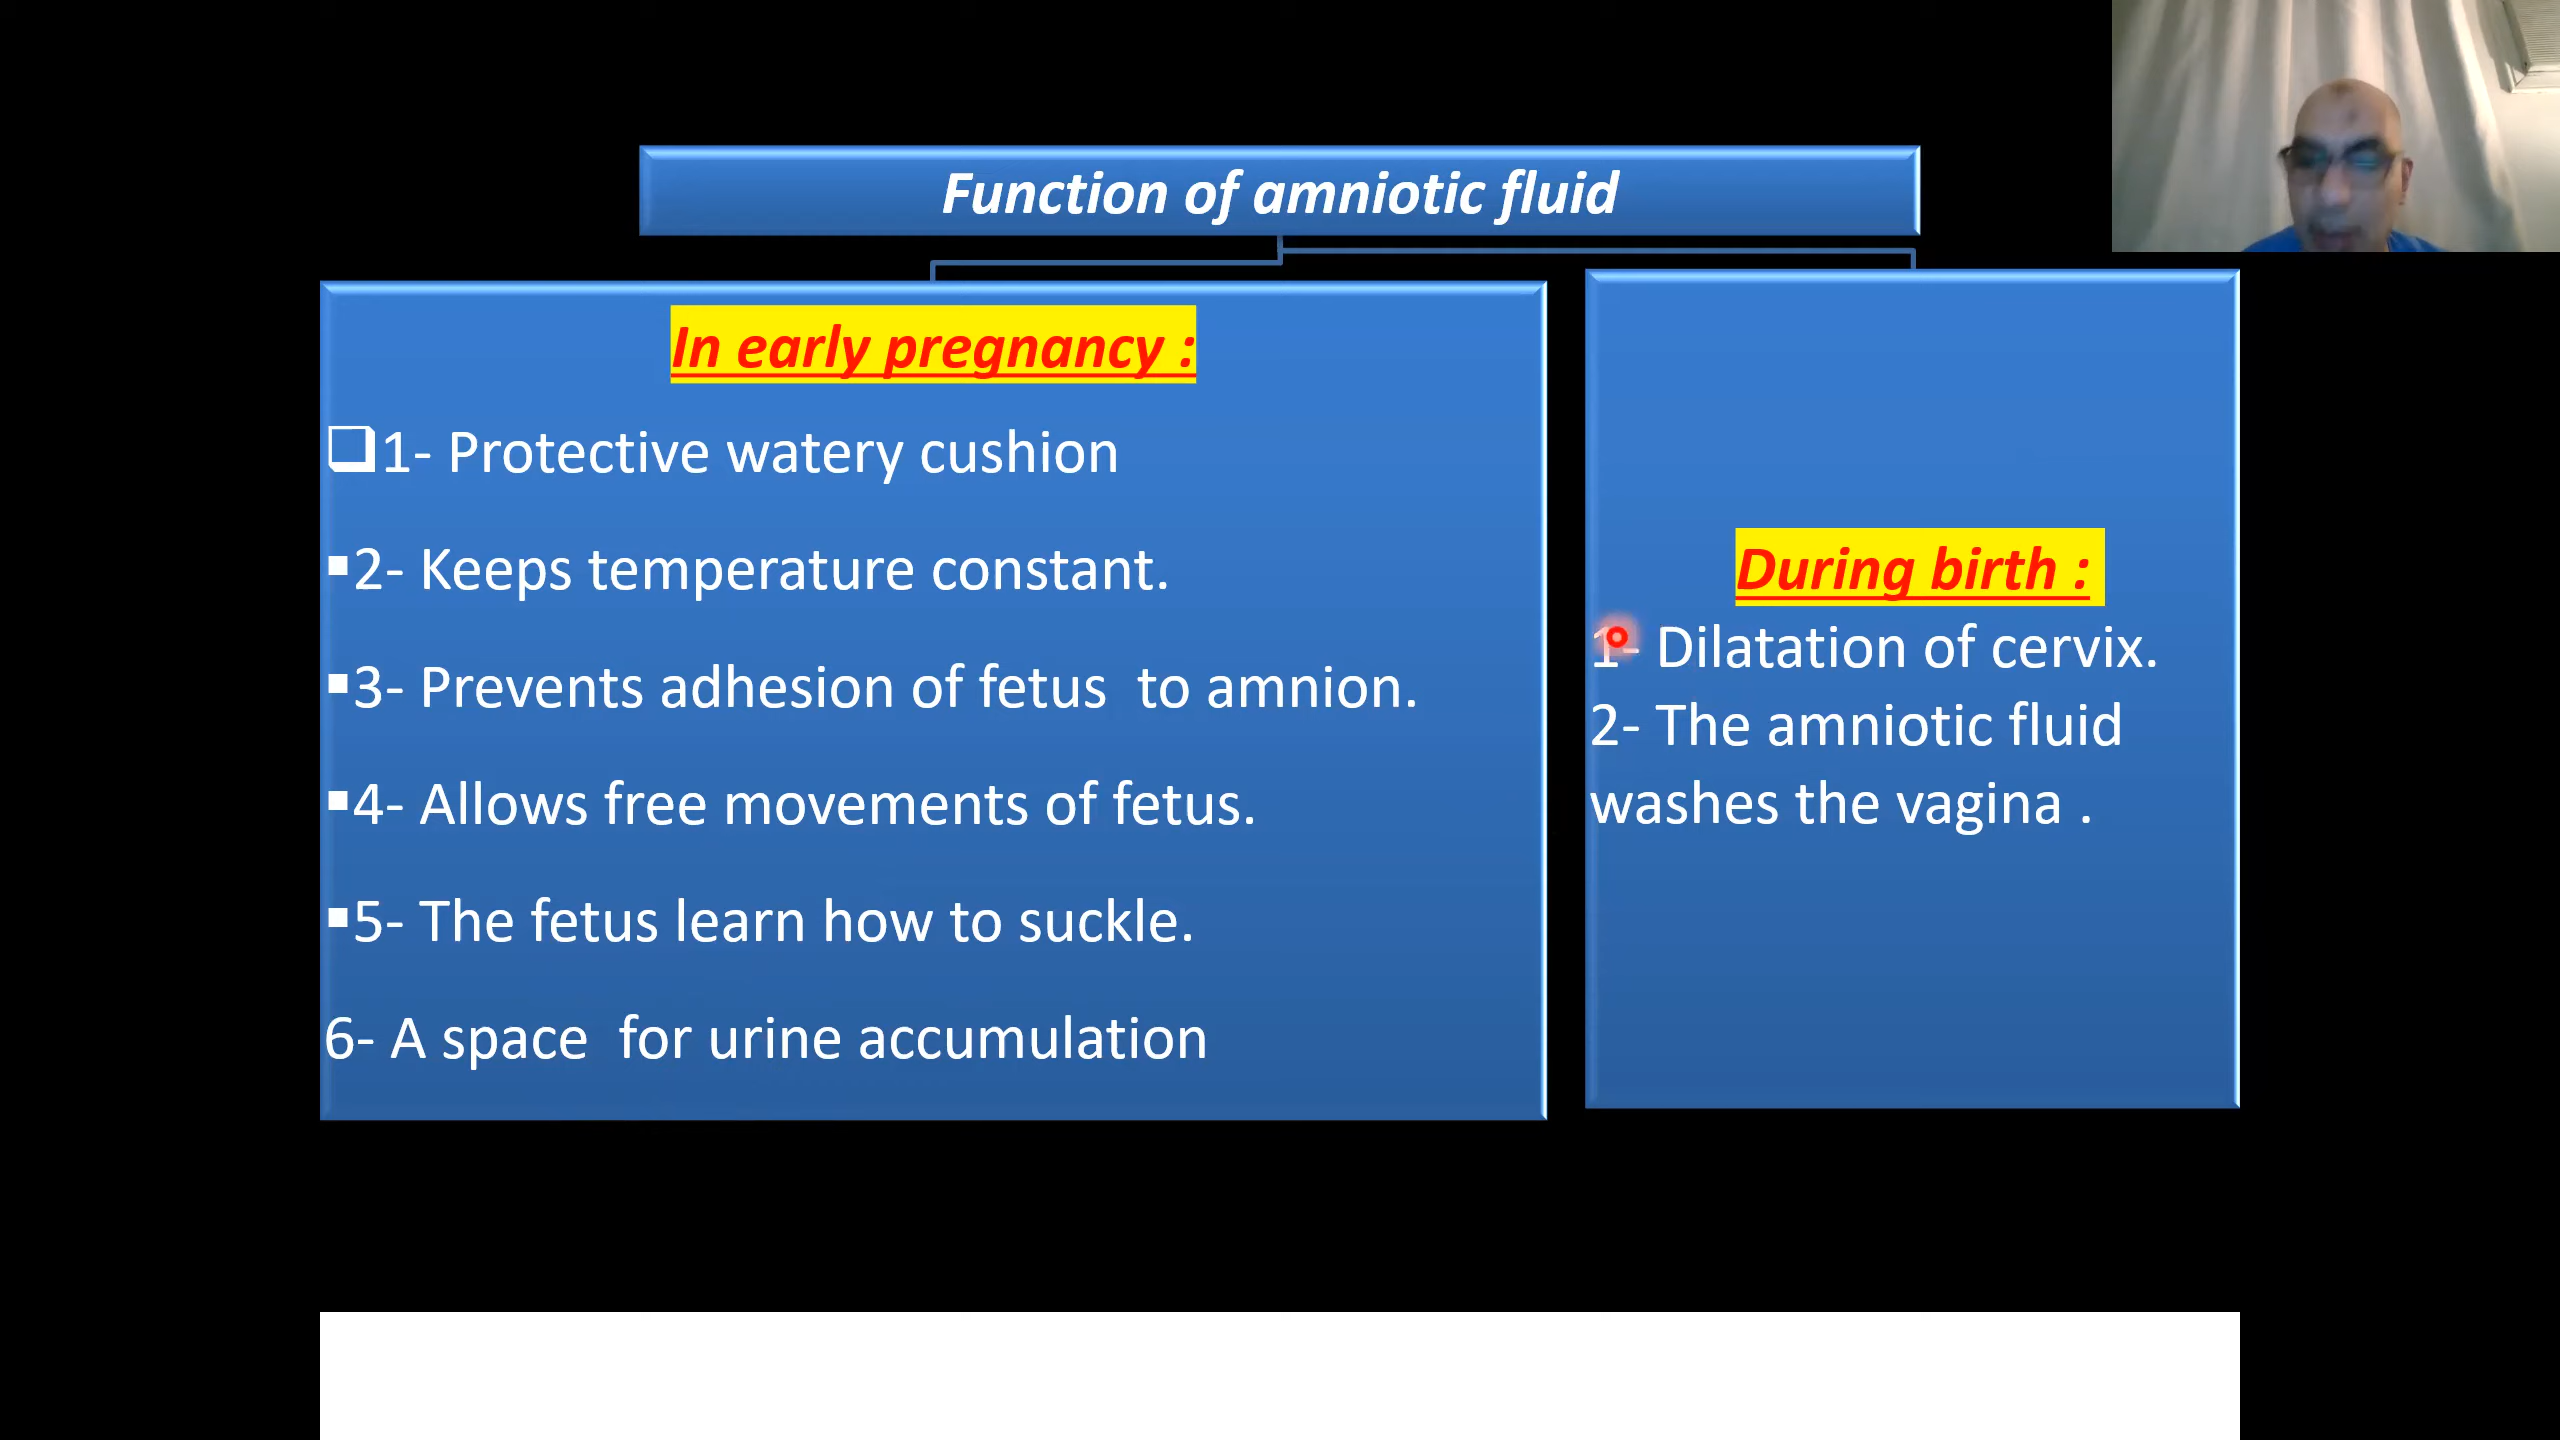 Function of amniotic fluid
In early pregnancy :
1- Protective watery cushion
2- Keeps temperature constant.
3- Prevents adhesion of fetus to amnion.
4- Allows free movements of fetus.
5- The fetus learn how to suckle.
6- A space for urine accumulation
During birth :
1- Dilatation of cervix.
2- The amniotic fluid
washes the vagina .